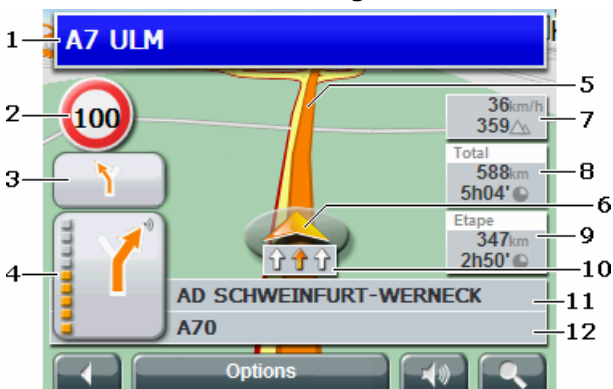 1
A7 ULM
2
100
3
4
5
36km/h
359
7
Total
588km
5h04'
8
6
Etape
347km
2h50'
9
10
AD SCHWEINFURT-WERNECK
11
A70
12
Options